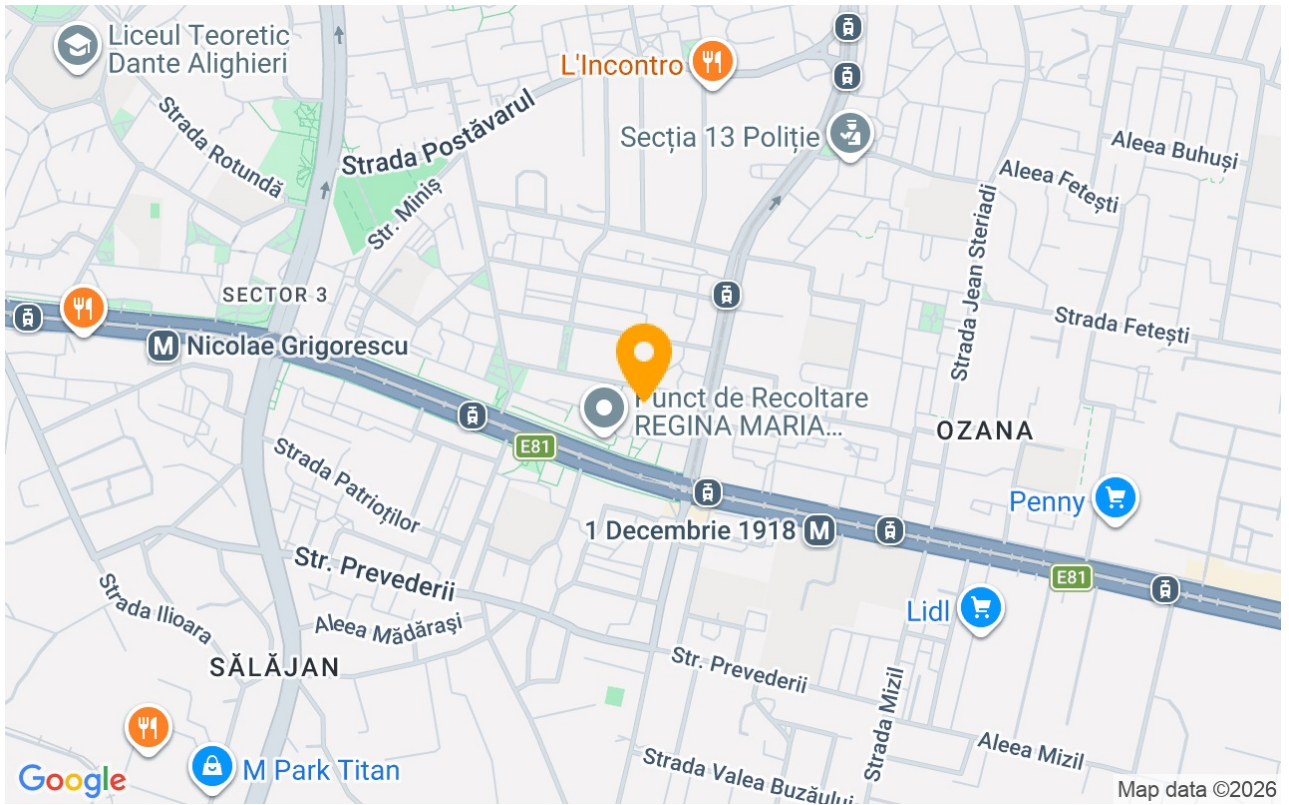 Liceul Teoretic
Dante Alighieri
L'Incontro
Strada Postăvarul
Strada Rotundă
Secția 13 Poliție
Aleea Buhuși
Aleea Fetești
Str. Miniș
Strada Jean Steriadi
SECTOR 3
Strada Fetești
M Nicolae Grigorescu
Punct de Recoltare
REGINA MARIA...
OZANA
E81
Strada Patrioților
Penny
1 Decembrie 1918 M
Str. Prevederii
E81
Strada Ilioara
Lidl
Aleea Mădărași
SĂLĂJAN
Str. Prevederii
Strada Mizil
Aleea Mizil
M Park Titan
Strada Valea Buzăului
Google
Map data ©2026